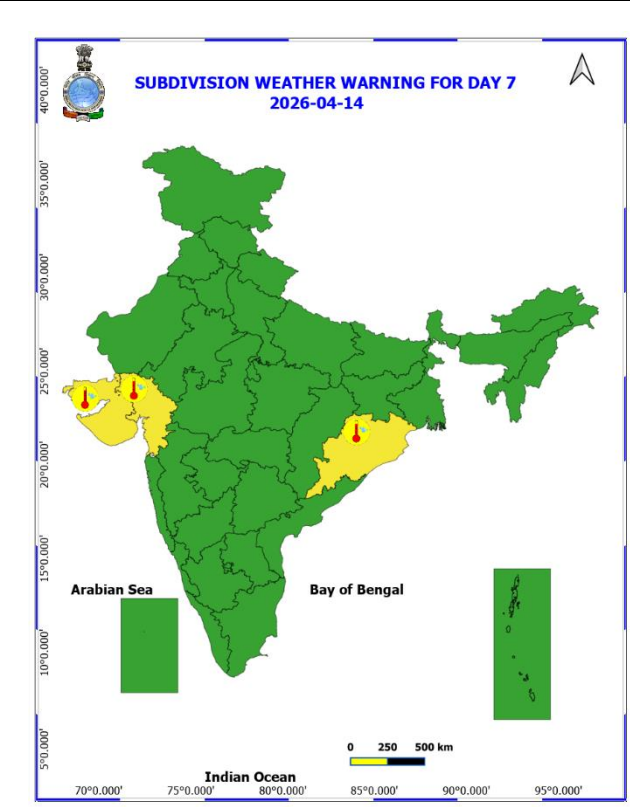 SUBDIVISION WEATHER WARNING FOR DAY 7
2026-04-14
40°0.000'
35°0.000'
30°0.000'
25°0.000'
20°0.000'
15°0.000'
10°0.000'
5°0.000'
Arabian Sea
Bay of Bengal
0 250 500 km
Indian Ocean
70°0.000' 75°0.000' 80°0.000' 85°0.000' 90°0.000' 95°0.000'